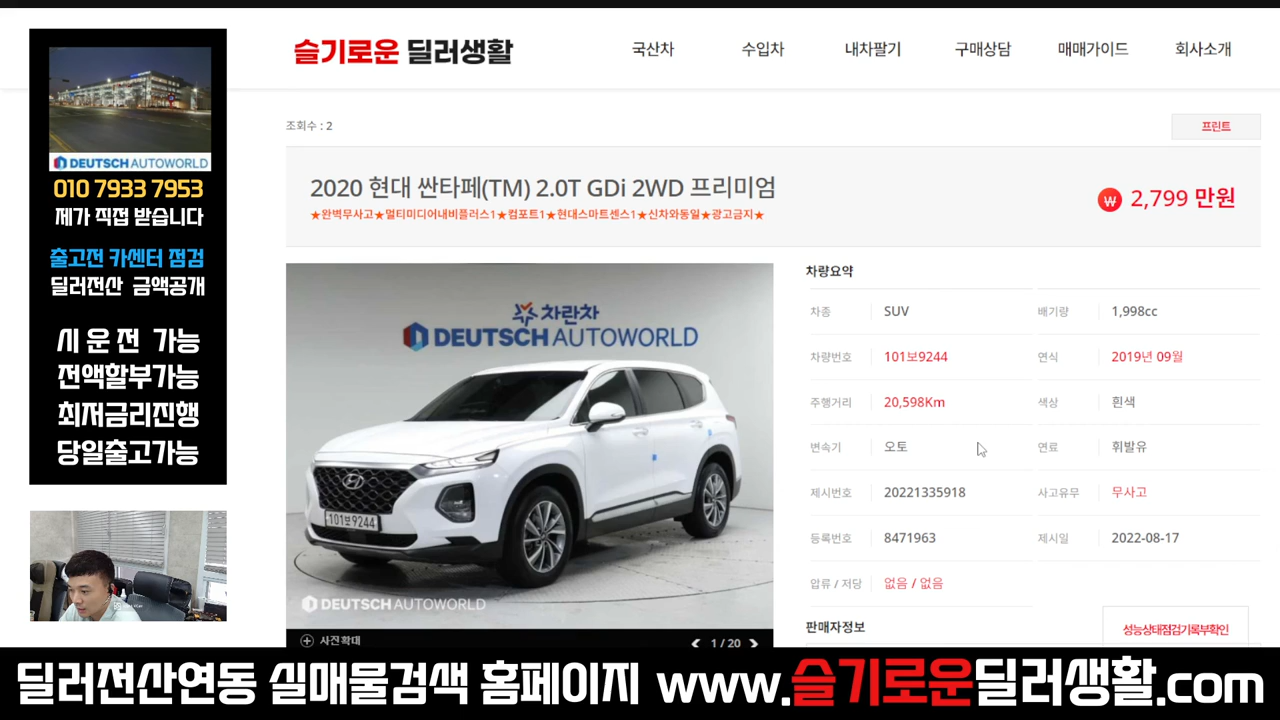 슬기로운 딜러생활
국산차
수입차
내차팔기
구매상담
매매가이드
회사소개
DEUTSCH AUTOWORLD
010 7933 7953
제가 직접 받습니다
출고전 카센터 점검
딜러전산 금액공개
시운전 가능
전액할부가능
최저금리진행
당일출고가능
조회수 : 2
프린트
2020 현대 싼타페(TM) 2.0T GDi 2WD 프리미엄
★완벽무사고★멀티미디어내비플러스1★컴포트1★현대스마트센스1★신차와동일★광고금지★
₩ 2,799 만원
차란차
DEUTSCH AUTOWORLD
101보9244
DEUTSCH AUTOWORLD
사진확대
1 / 20
차량요약
차종 SUV 배기량 1,998cc
차량번호 101보9244 연식 2019년 09월
주행거리 20,598Km 색상 흰색
변속기 오토 연료 휘발유
제시번호 20221335918 사고유무 무사고
등록번호 8471963 제시일 2022-08-17
압류 / 저당 없음 / 없음
판매자정보
성능상태점검기록부확인
딜러전산연동 실매물검색 홈페이지 www.슬기로운딜러생활.com